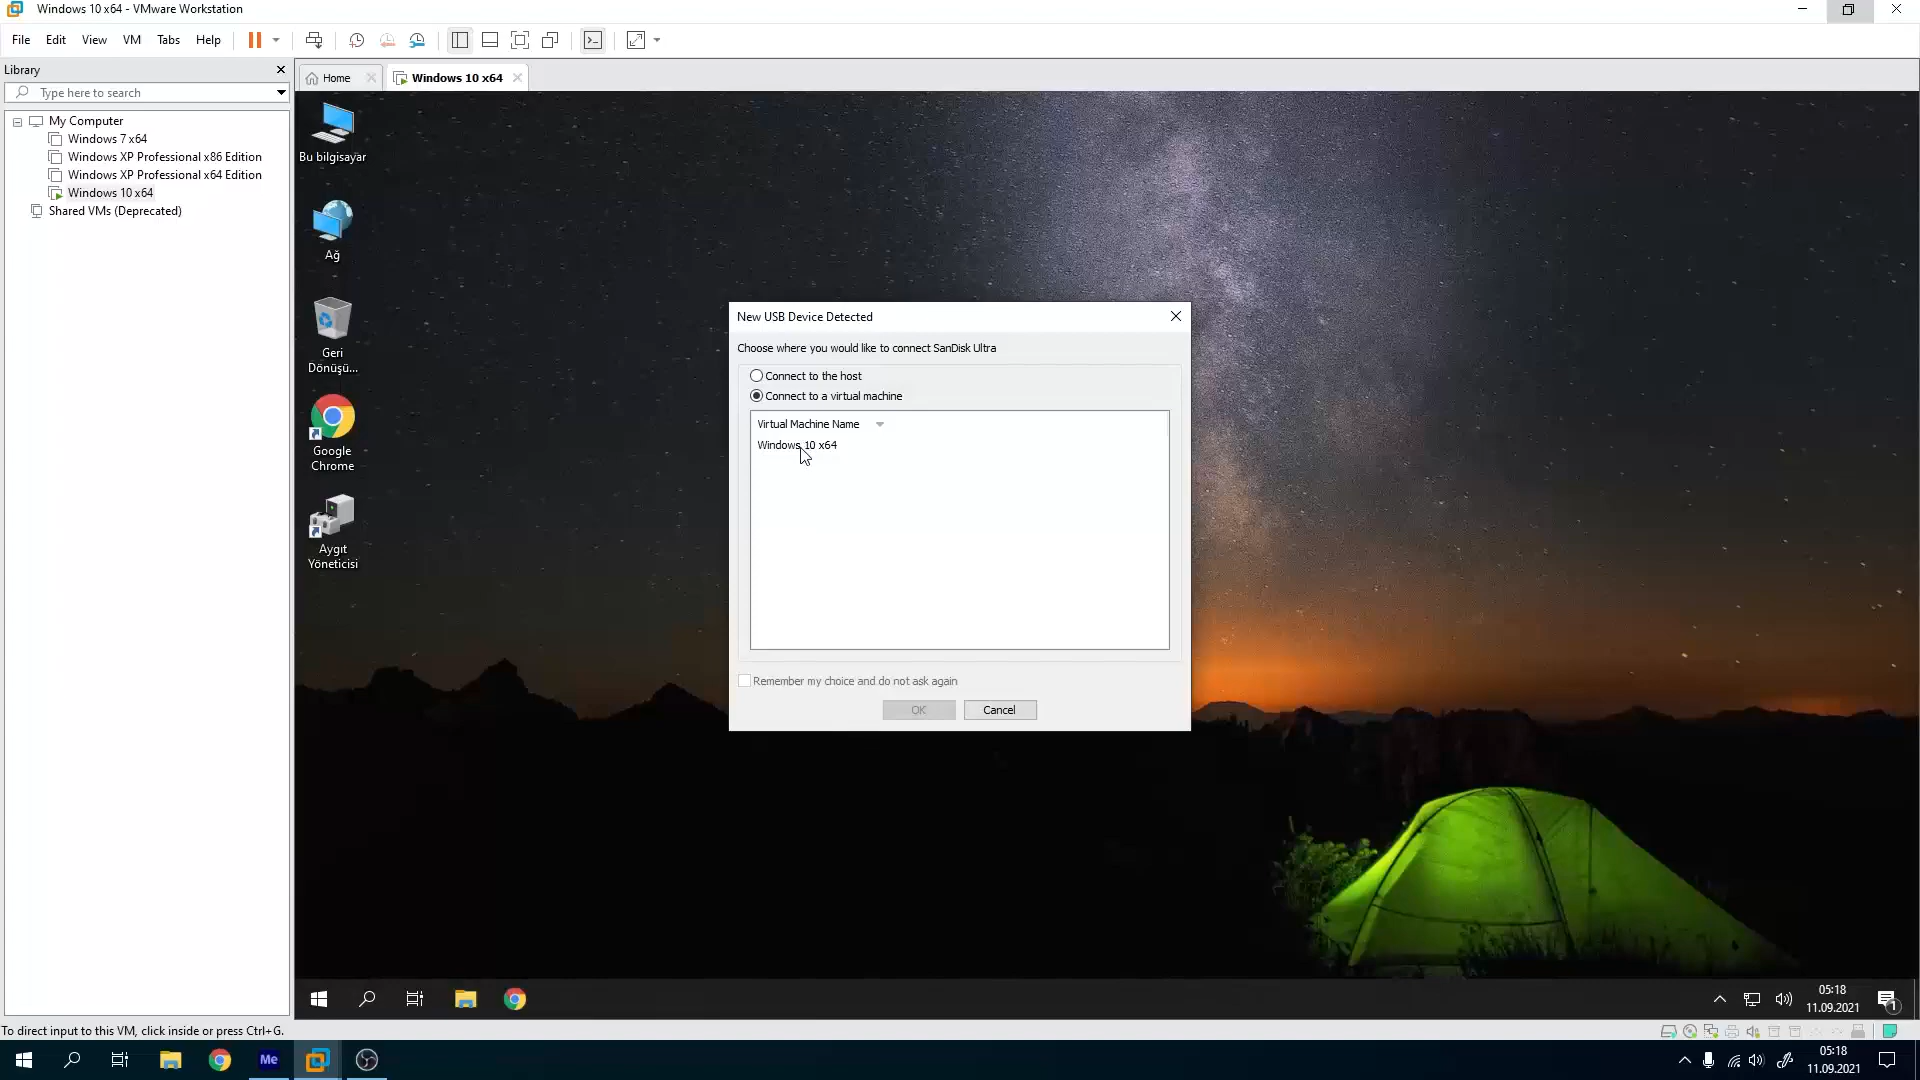 Windows 10 x64 - VMware Workstation
File Edit View VM Tabs Help
Library
Type here to search
Home
Windows 10 x64
My Computer
Windows 7 x64
Windows XP Professional x86 Edition
Windows XP Professional x64 Edition
Windows 10 x64
Shared VMs (Deprecated)
Bu bilgisayar
Ağ
Geri
Dönüşü...
Google
Chrome
Aygıt
Yöneticisi
New USB Device Detected
Choose where you would like to connect SanDisk Ultra
Connect to the host
Connect to a virtual machine
Virtual Machine Name
Windows 10 x64
Remember my choice and do not ask again
OK Cancel
05:18
11.09.2021
1
To direct input to this VM, click inside or press Ctrl+G.
Me
05:18
11.09.2021